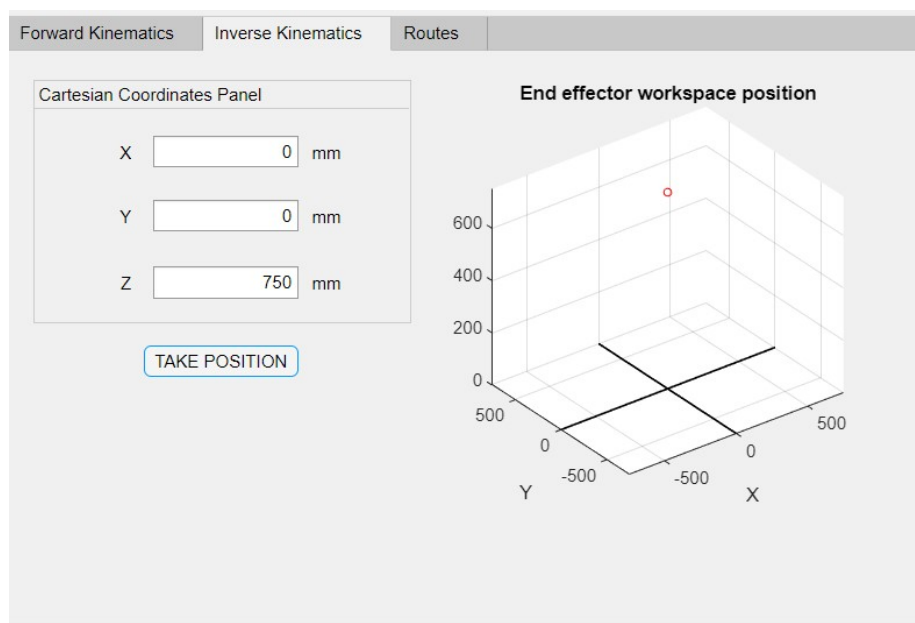 Forward Kinematics Inverse Kinematics Routes
Cartesian Coordinates Panel
X 0 mm
Y 0 mm
Z 750 mm
TAKE POSITION
End effector workspace position
600
400
200
0
500
0
-500
Y
-500
0
500
X